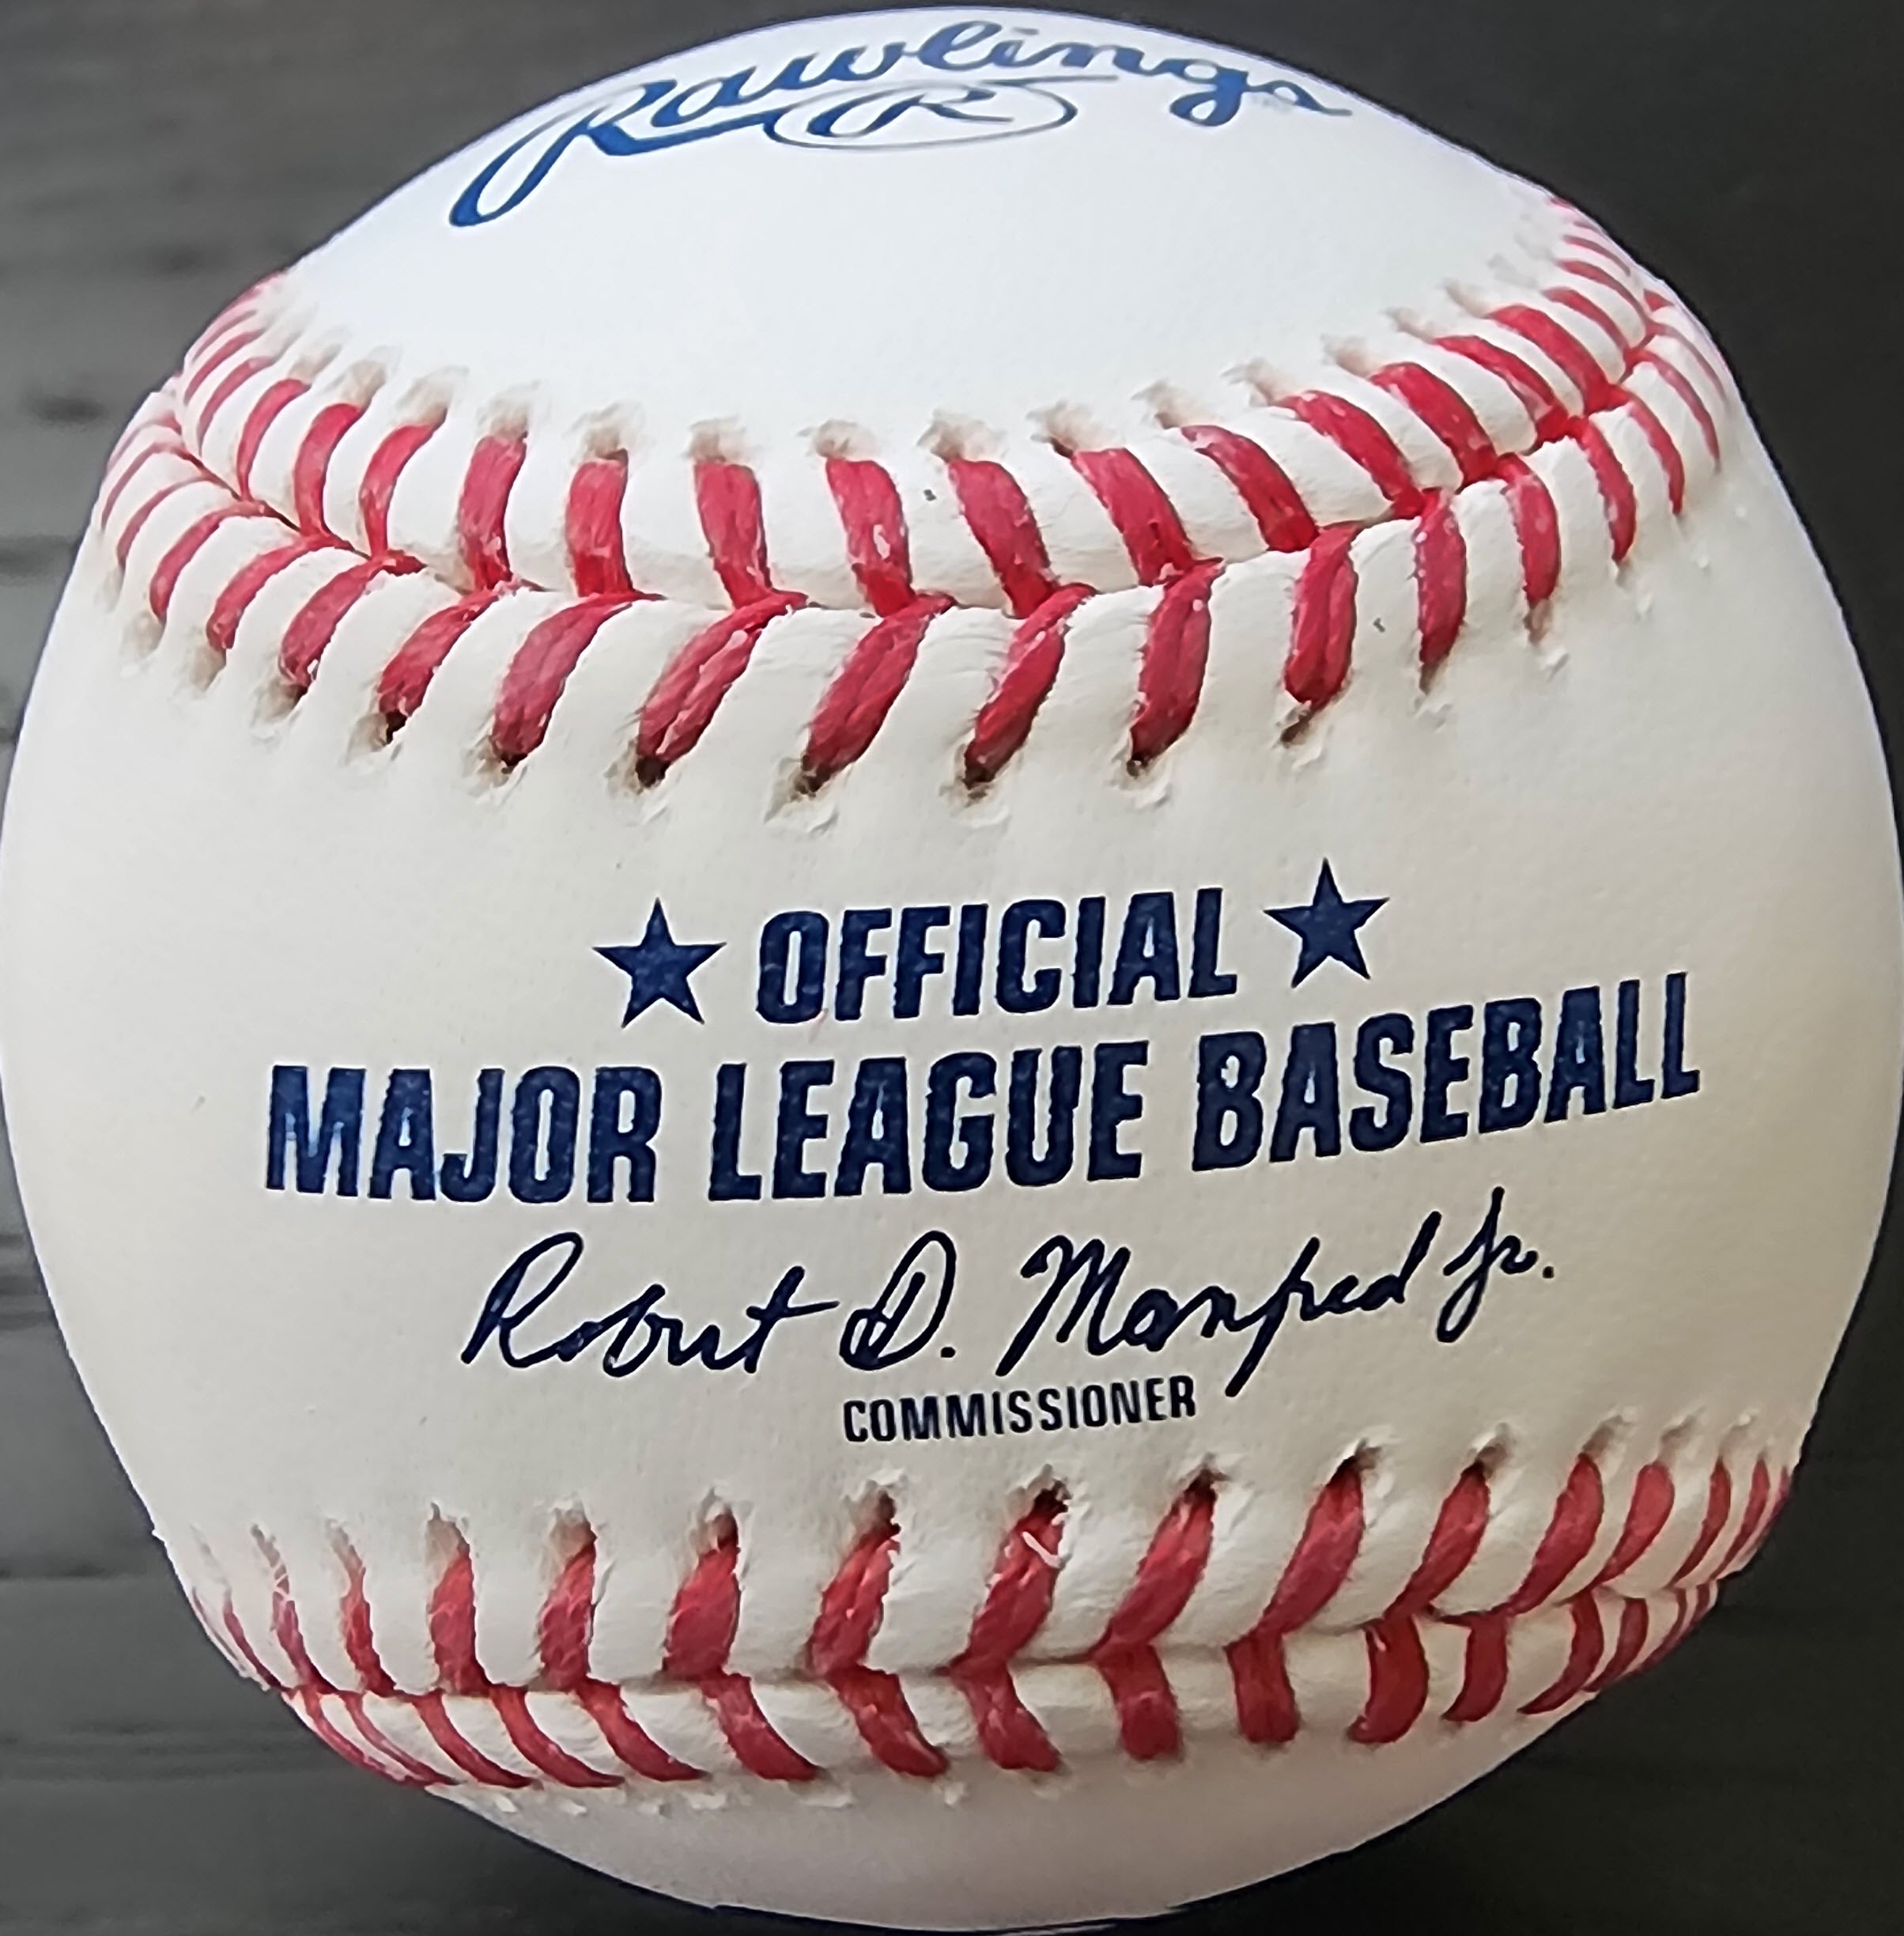 Rawlings
R
★ OFFICIAL ★
MAJOR LEAGUE BASEBALL
Robert D. Manfred Jr.
COMMISSIONER